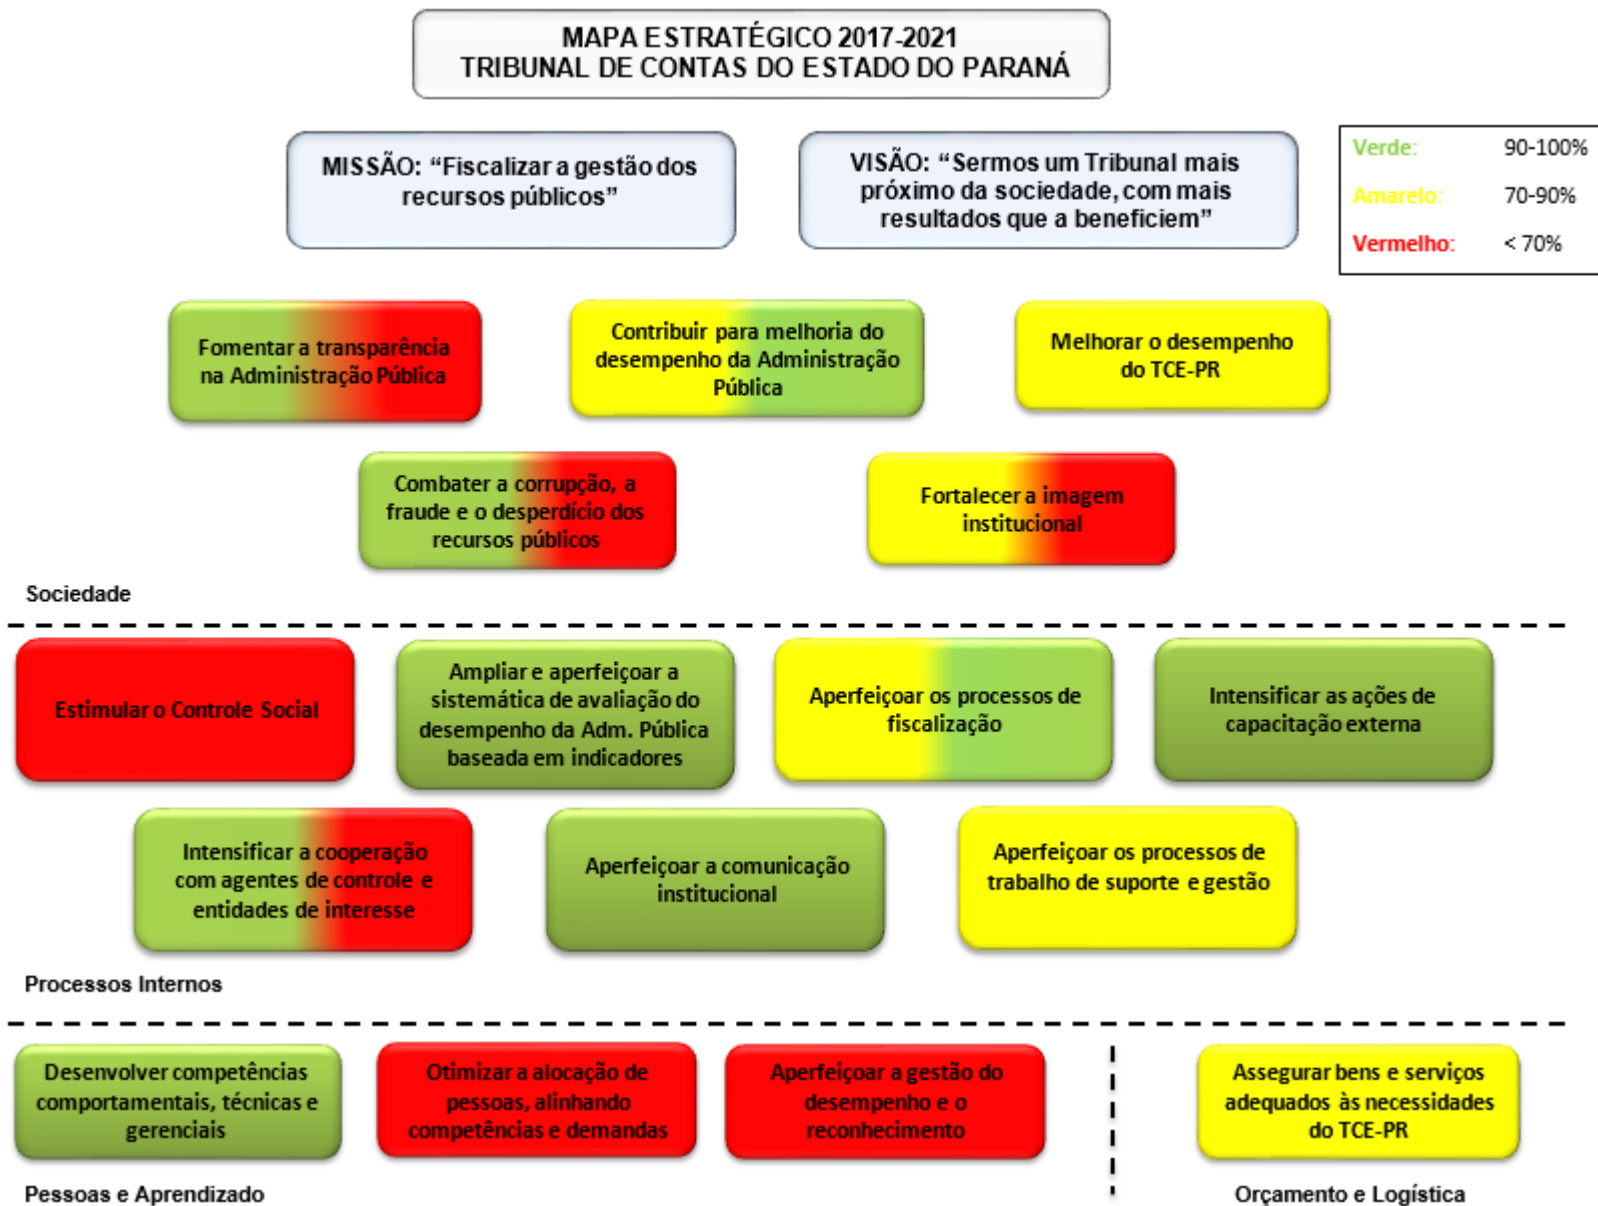 MAPA ESTRATÉGICO 2017-2021
TRIBUNAL DE CONTAS DO ESTADO DO PARANÁ
MISSÃO: “Fiscalizar a gestão dos
recursos públicos”
VISÃO: “Sermos um Tribunal mais
próximo da sociedade, com mais
resultados que a beneficiem”
Verde: 90-100%
Amarelo: 70-90%
Vermelho: < 70%
Fomentar a transparência
na Administração Pública
Contribuir para melhoria do
desempenho da Administração
Pública
Melhorar o desempenho
do TCE-PR
Combater a corrupção, a
fraude e o desperdício dos
recursos públicos
Fortalecer a imagem
institucional
Sociedade
Estimular o Controle Social
Ampliar e aperfeiçoar a
sistemática de avaliação do
desempenho da Adm. Pública
baseada em indicadores
Aperfeiçoar os processos de
fiscalização
Intensificar as ações de
capacitação externa
Intensificar a cooperação
com agentes de controle e
entidades de interesse
Aperfeiçoar a comunicação
institucional
Aperfeiçoar os processos de
trabalho de suporte e gestão
Processos Internos
Desenvolver competências
comportamentais, técnicas e
gerenciais
Otimizar a alocação de
pessoas, alinhando
competências e demandas
Aperfeiçoar a gestão do
desempenho e o
reconhecimento
Assegurar bens e serviços
adequados às necessidades
do TCE-PR
Pessoas e Aprendizado
Orçamento e Logística